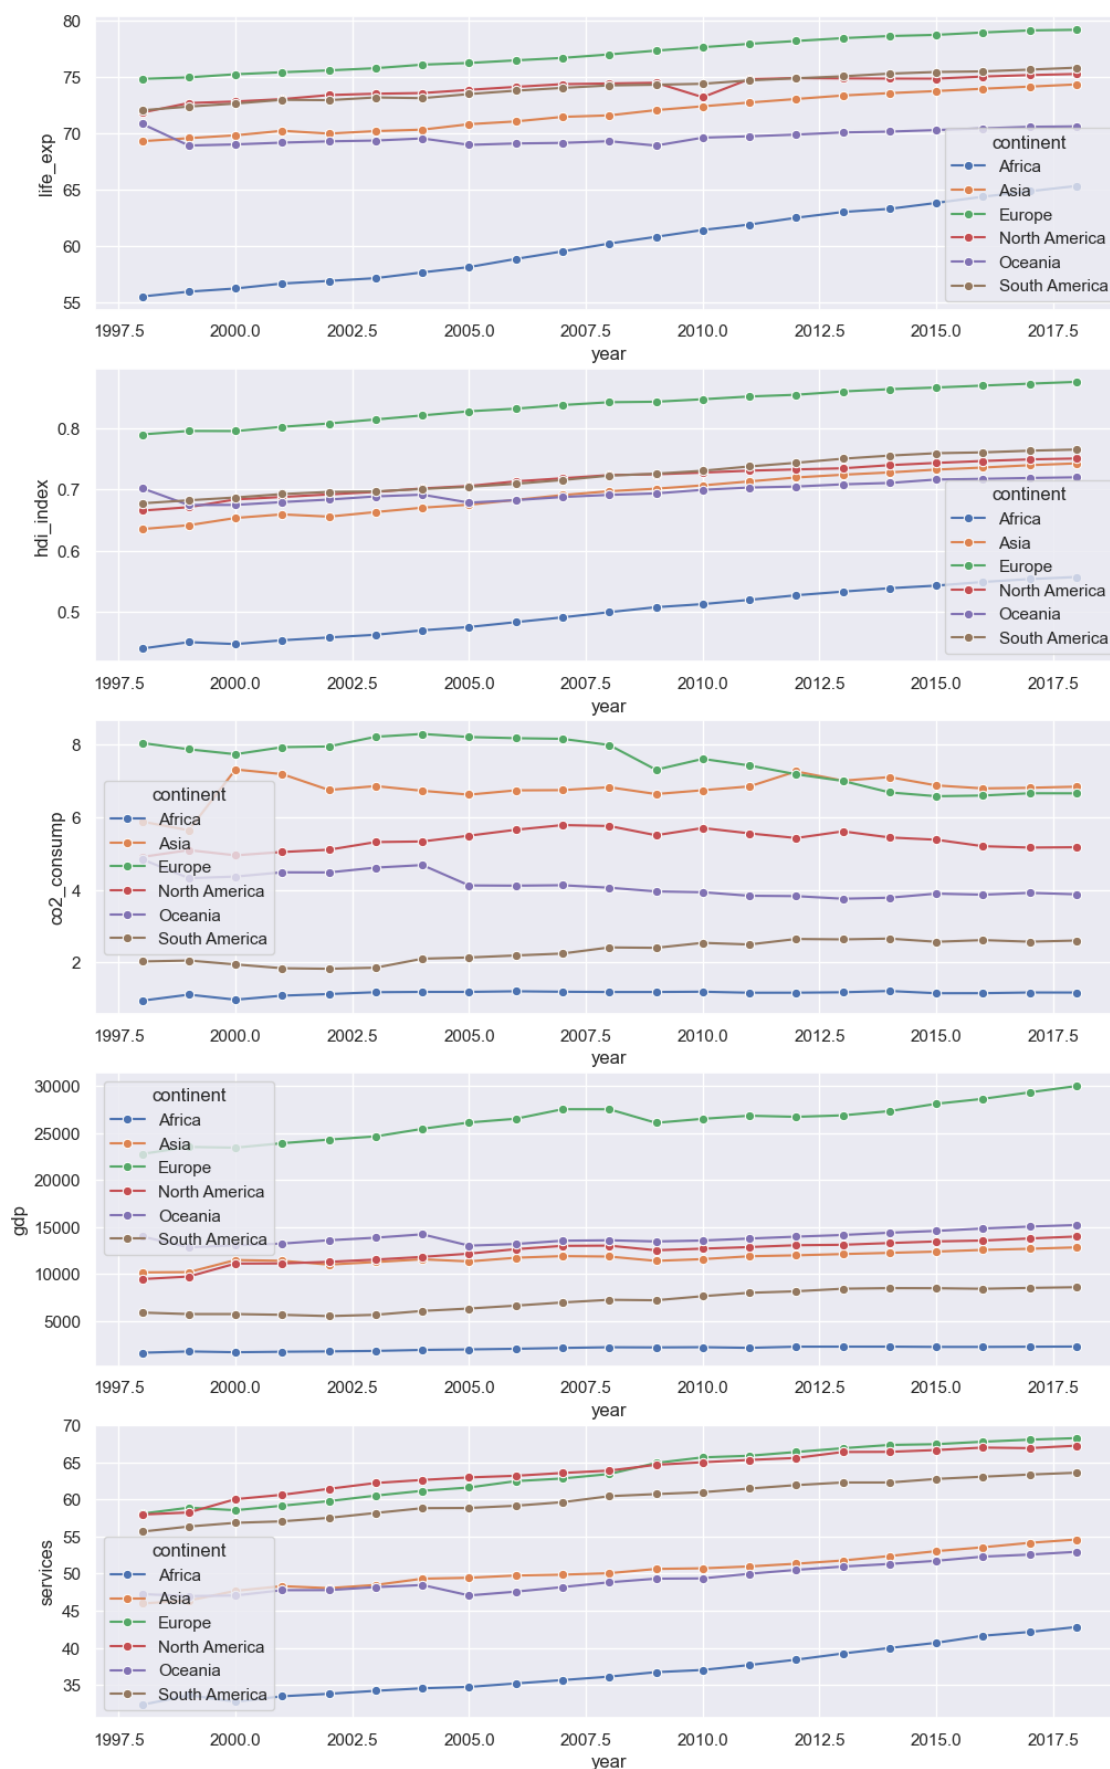 80
75
70
65
60
55
life_exp
continent
Africa
Asia
Europe
North America
Oceania
South America
1997.5 2000.0 2002.5 2005.0 2007.5 2010.0 2012.5 2015.0 2017.5
year
0.8
0.7
0.6
0.5
hdi_index
continent
Africa
Asia
Europe
North America
Oceania
South America
1997.5 2000.0 2002.5 2005.0 2007.5 2010.0 2012.5 2015.0 2017.5
year
8
6
4
2
co2_consump
continent
Africa
Asia
Europe
North America
Oceania
South America
1997.5 2000.0 2002.5 2005.0 2007.5 2010.0 2012.5 2015.0 2017.5
year
30000
25000
20000
15000
10000
5000
gdp
continent
Africa
Asia
Europe
North America
Oceania
South America
1997.5 2000.0 2002.5 2005.0 2007.5 2010.0 2012.5 2015.0 2017.5
year
70
65
60
55
50
45
40
35
services
continent
Africa
Asia
Europe
North America
Oceania
South America
1997.5 2000.0 2002.5 2005.0 2007.5 2010.0 2012.5 2015.0 2017.5
year